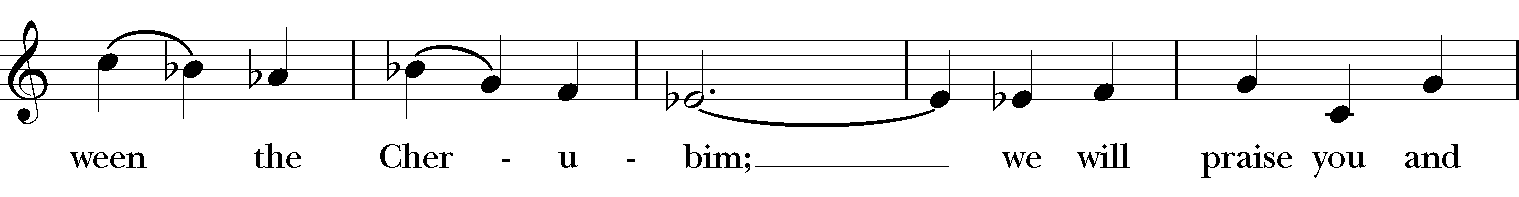 ween the Cher - u - bim; we will praise you and